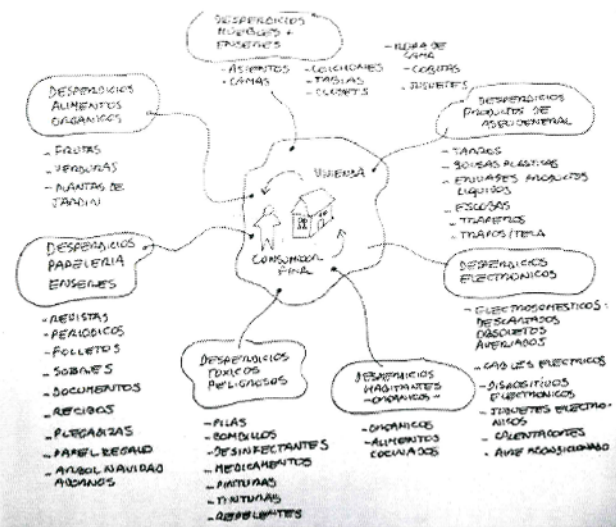 DESPERDICIOS
MUEBLES +
ENSERES
- ASIENTOS
- CAMAS
- COLCHONES
- TABLAS
- CLOSETS
- ROPA DE
CAMA
- COBIJAS
- JUGUETES
DESPERDICIOS
ALIMENTOS
ORGANICOS
- FRUTAS
- VERDURAS
- PLANTAS DE
JARDIN
DESPERDICIOS
PRODUCTOS DE
ASEO GENERAL
- TARROS
- BOLSAS PLASTICAS
- ENVASES PRODUCTOS
LIQUIDOS
- ESCOBAS
- TRAPEROS
- TRAPOS/TELA
VIVIENDA
CONSUMIDOR
FINAL
DESPERDICIOS
PAPELERIA
ENSERES
- REVISTAS
- PERIODICOS
- FOLLETOS
- SOBRES
- DOCUMENTOS
- RECIBOS
- PLEGADIZAS
- PAPEL REGALO
- ARBOL NAVIDAD
ADORNOS
DESPERDICIOS
TOXICOS
PELIGROSOS
- PILAS
- BOMBILLOS
- DESINFECTANTES
- MEDICAMENTOS
- PINTURAS
- TINTURAS
- REPELENTES
DESPERDICIOS
HABITANTES
- ORGANICOS -
- ORGANICOS
- ALIMENTOS
COCINADOS
DESPERDICIOS
ELECTRONICOS
- ELECTRODOMESTICOS:
DESCARTADOS
OBSOLETOS
AVERIADOS
- CABLES ELECTRICOS
- DISPOSITIVOS
ELECTRONICOS
- JUGUETES ELECTRO-
NICOS
- CALENTADORES
- AIRE ACONDICIONADO